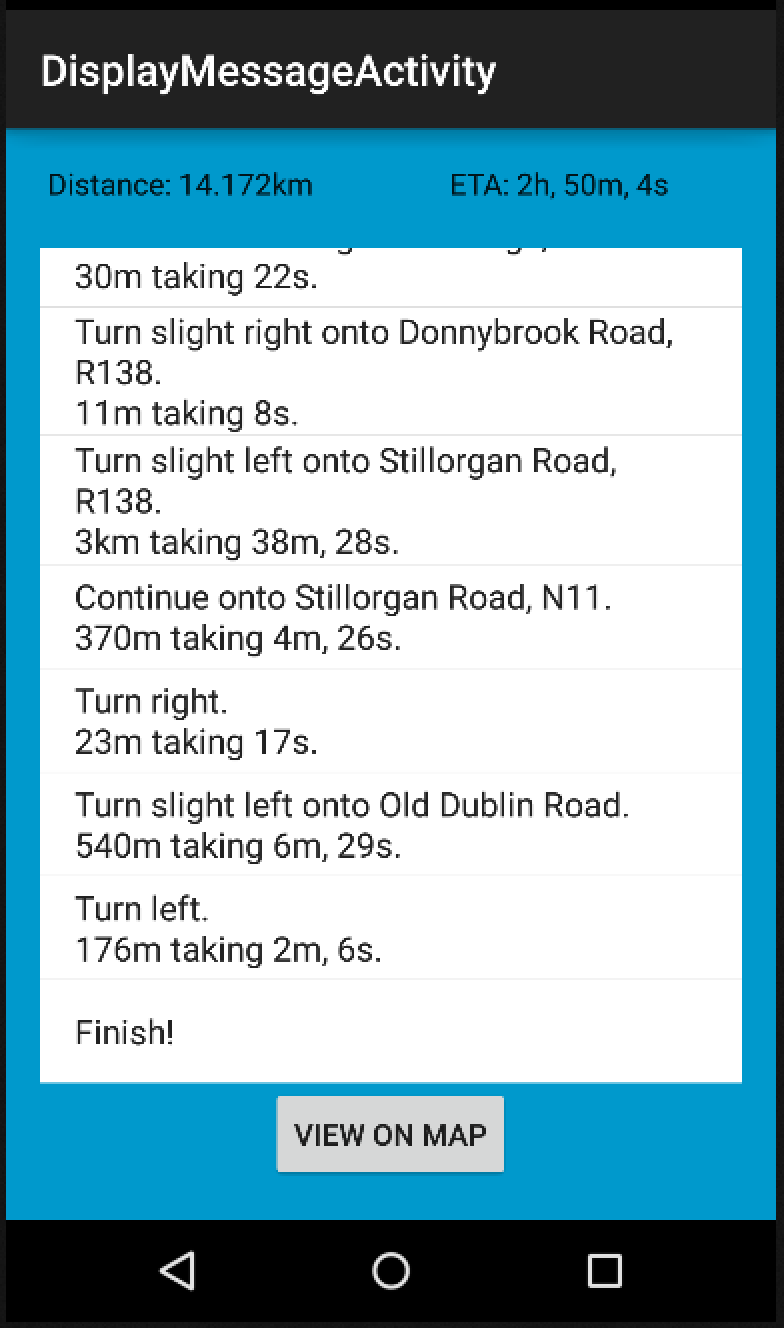 DisplayMessageActivity
Distance: 14.172km
ETA: 2h, 50m, 4s
30m taking 22s.
Turn slight right onto Donnybrook Road,
R138.
11m taking 8s.
Turn slight left onto Stillorgan Road,
R138.
3km taking 38m, 28s.
Continue onto Stillorgan Road, N11.
370m taking 4m, 26s.
Turn right.
23m taking 17s.
Turn slight left onto Old Dublin Road.
540m taking 6m, 29s.
Turn left.
176m taking 2m, 6s.
Finish!
VIEW ON MAP